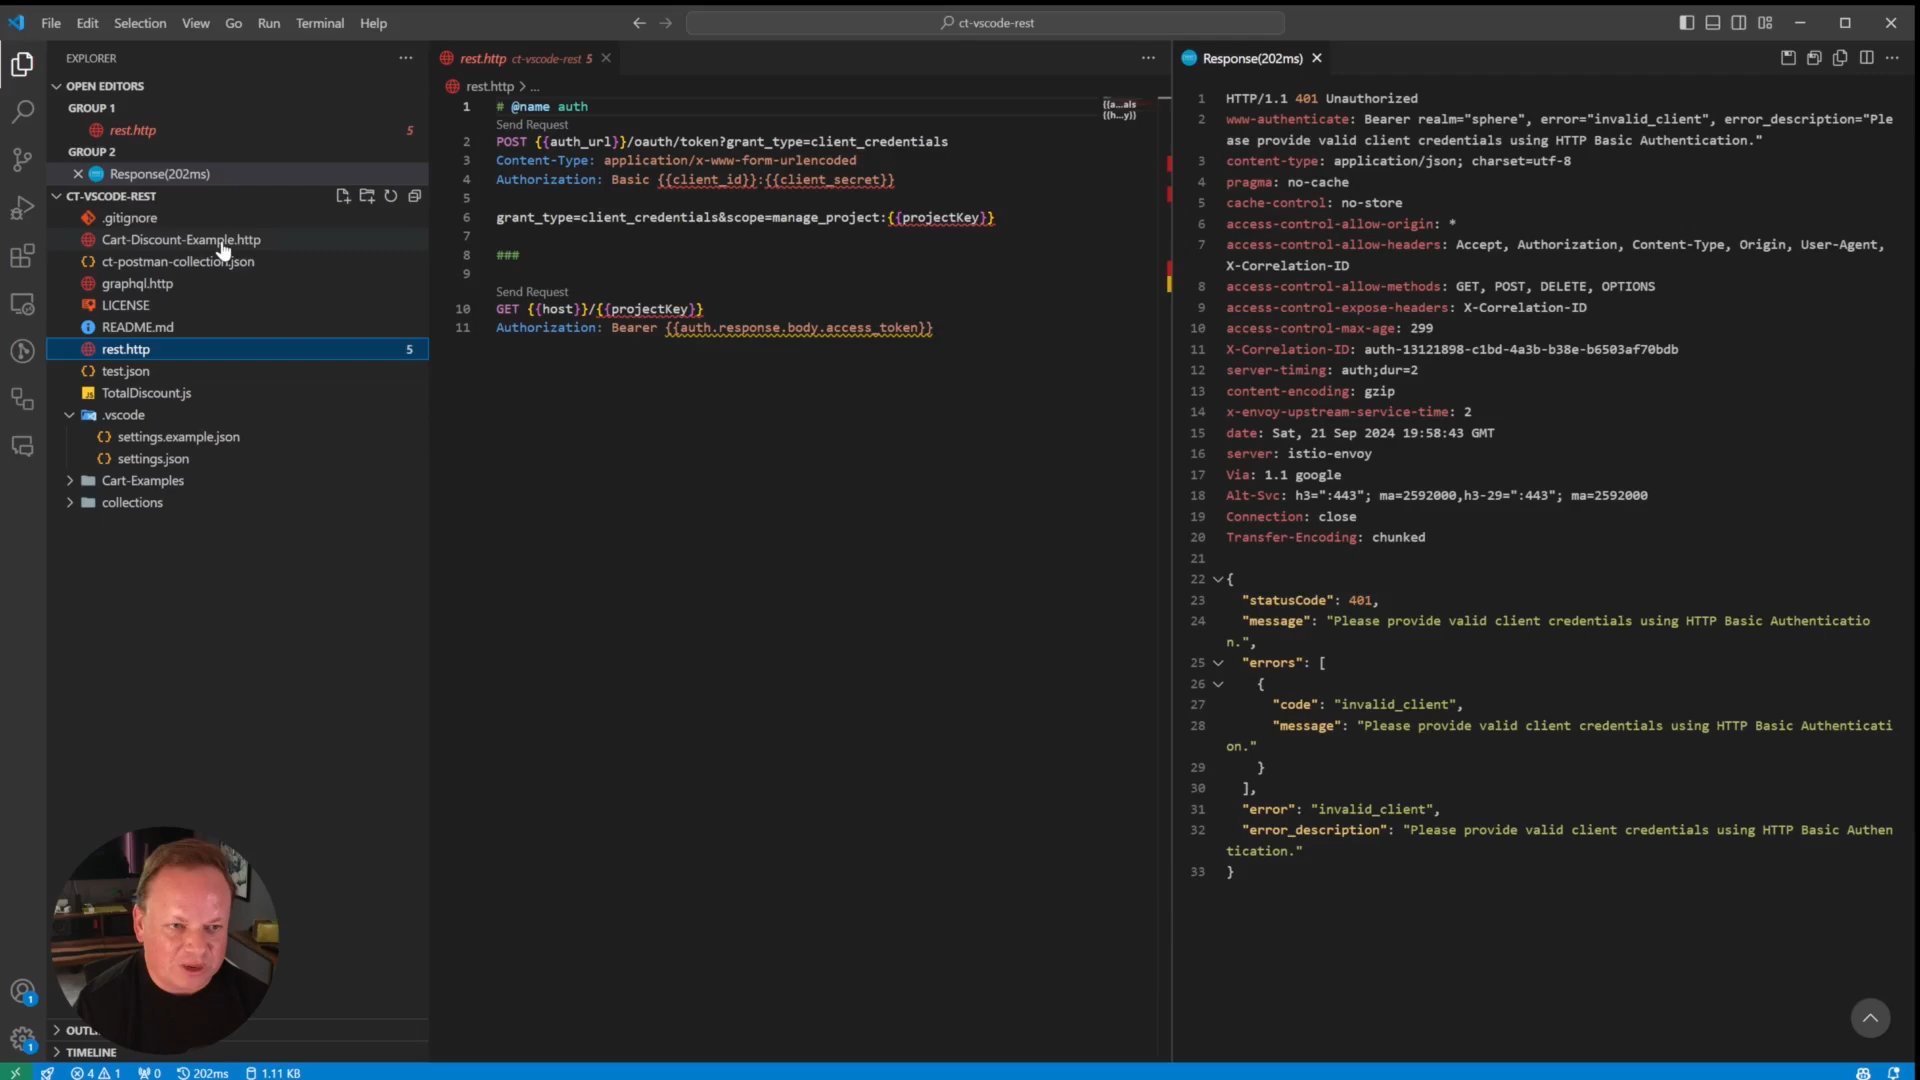 File Edit Selection View Go Run Terminal Help
ct-vscode-rest
EXPLORER
OPEN EDITORS
GROUP 1
rest.http 5
GROUP 2
Response(202ms)
CT-VSCODE-REST
.gitignore
Cart-Discount-Example.http
ct-postman-collection.json
graphql.http
LICENSE
README.md
rest.http 5
test.json
TotalDiscount.js
.vscode
settings.example.json
settings.json
Cart-Examples
collections
TIMELINE
rest.http ct-vscode-rest 5
rest.http > ...
1 # @name auth
Send Request
2 POST {{auth_url}}/oauth/token?grant_type=client_credentials
3 Content-Type: application/x-www-form-urlencoded
4 Authorization: Basic {{client_id}}:{{client_secret}}
5
6 grant_type=client_credentials&scope=manage_project:{{projectKey}}
7
8 ###
9
Send Request
10 GET {{host}}/{{projectKey}}
11 Authorization: Bearer {{auth.response.body.access_token}}
{{a...als
{{h...y}}
Response(202ms)
1 HTTP/1.1 401 Unauthorized
2 www-authenticate: Bearer realm="sphere", error="invalid_client", error_description="Ple
ase provide valid client credentials using HTTP Basic Authentication."
3 content-type: application/json; charset=utf-8
4 pragma: no-cache
5 cache-control: no-store
6 access-control-allow-origin: *
7 access-control-allow-headers: Accept, Authorization, Content-Type, Origin, User-Agent,
X-Correlation-ID
8 access-control-allow-methods: GET, POST, DELETE, OPTIONS
9 access-control-expose-headers: X-Correlation-ID
10 access-control-max-age: 299
11 X-Correlation-ID: auth-13121898-c1bd-4a3b-b38e-b6503af70bdb
12 server-timing: auth;dur=2
13 content-encoding: gzip
14 x-envoy-upstream-service-time: 2
15 date: Sat, 21 Sep 2024 19:58:43 GMT
16 server: istio-envoy
17 Via: 1.1 google
18 Alt-Svc: h3=":443"; ma=2592000,h3-29=":443"; ma=2592000
19 Connection: close
20 Transfer-Encoding: chunked
21
22 {
23 "statusCode": 401,
24 "message": "Please provide valid client credentials using HTTP Basic Authenticatio
n.",
25 "errors": [
26 {
27 "code": "invalid_client",
28 "message": "Please provide valid client credentials using HTTP Basic Authenticati
on."
29 }
30 ],
31 "error": "invalid_client",
32 "error_description": "Please provide valid client credentials using HTTP Basic Authen
tication."
33 }
1
1
4 1 0 202ms 1.11 KB